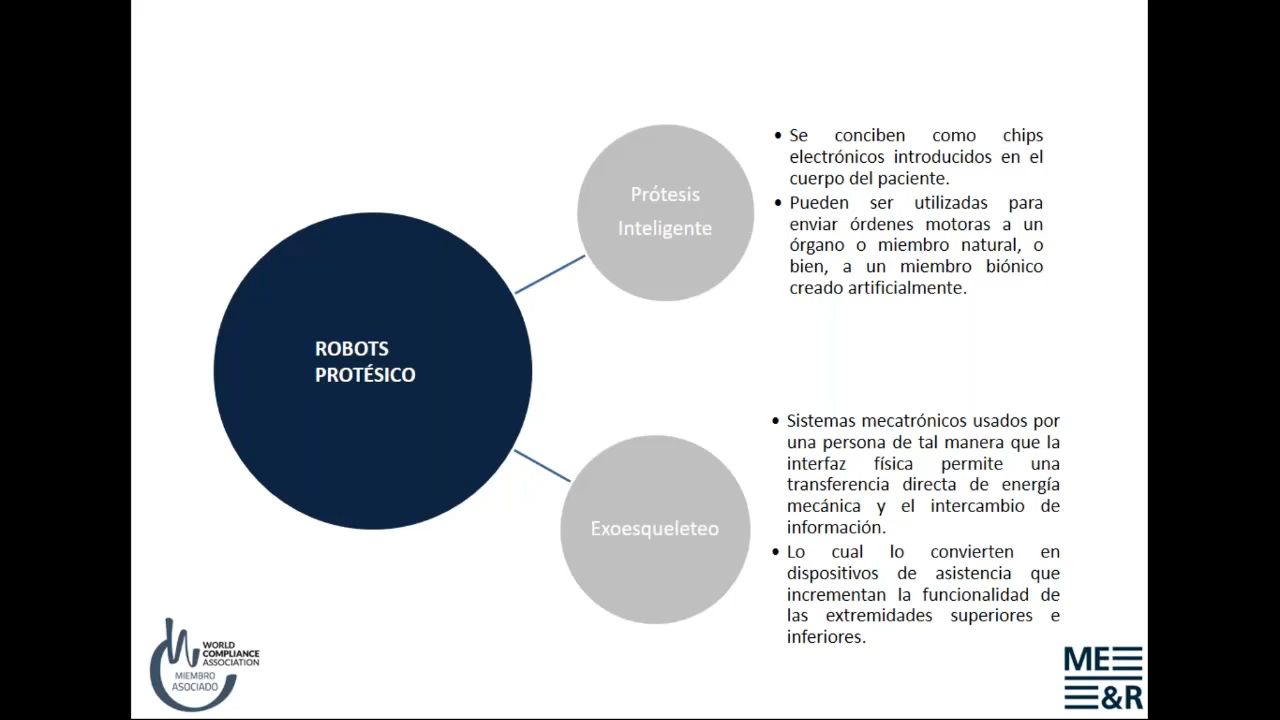 ROBOTS
PROTÉSICO
Prótesis
Inteligente
• Se conciben como chips
electrónicos introducidos en el
cuerpo del paciente.
• Pueden ser utilizadas para
enviar órdenes motoras a un
órgano o miembro natural, o
bien, a un miembro biónico
creado artificialmente.
Exoesqueleteo
• Sistemas mecatrónicos usados por
una persona de tal manera que la
interfaz física permite una
transferencia directa de energía
mecánica y el intercambio de
información.
• Lo cual lo convierten en
dispositivos de asistencia que
incrementan la funcionalidad de
las extremidades superiores e
inferiores.
WORLD
COMPLIANCE
ASSOCIATION
MIEMBRO
ASOCIADO
ME
&R